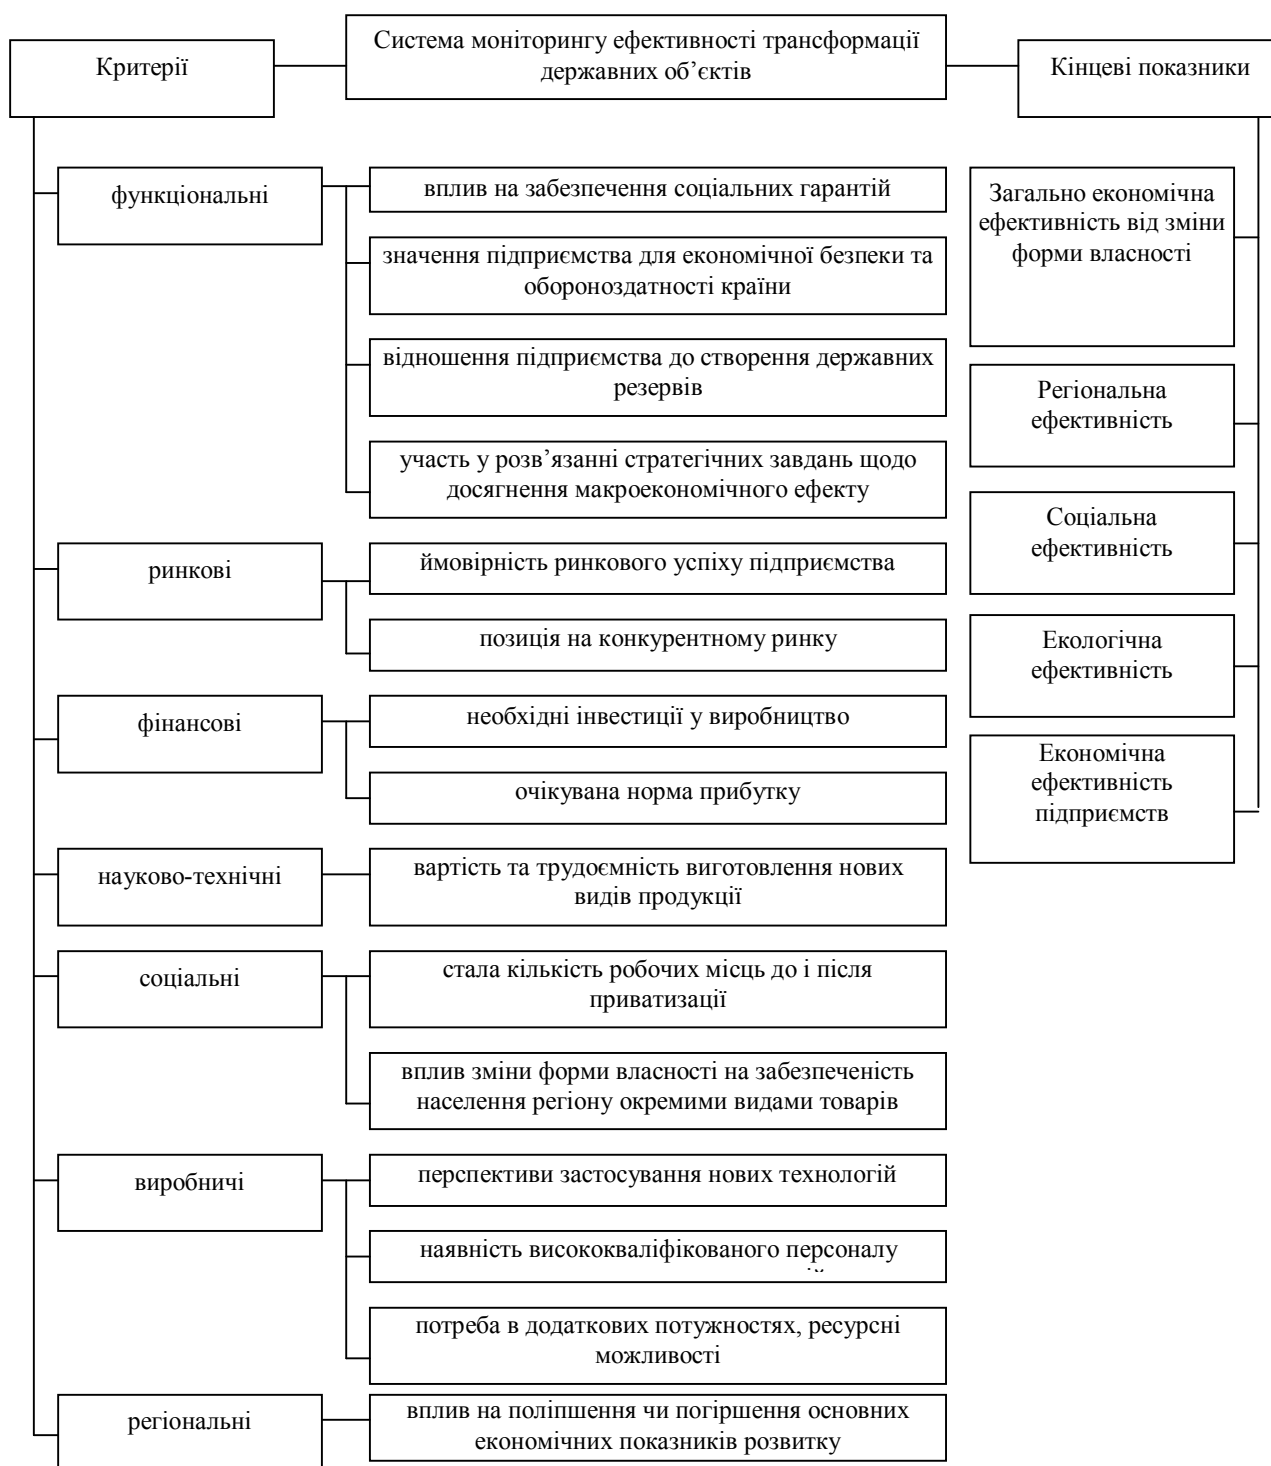 Критерії
Система моніторингу ефективності трансформації
державних об’єктів
Кінцеві показники
функціональні
вплив на забезпечення соціальних гарантій
значення підприємства для економічної безпеки та
обороноздатності країни
відношення підприємства до створення державних
резервів
участь у розв’язанні стратегічних завдань щодо
досягнення макроекономічного ефекту
ринкові
ймовірність ринкового успіху підприємства
позиція на конкурентному ринку
фінансові
необхідні інвестиції у виробництво
очікувана норма прибутку
науково-технічні
вартість та трудоємність виготовлення нових
видів продукції
соціальні
стала кількість робочих місць до і після
приватизації
вплив зміни форми власності на забезпеченість
населення регіону окремими видами товарів
виробничі
перспективи застосування нових технологій
наявність висококваліфікованого персоналу
потреба в додаткових потужностях, ресурсні
можливості
регіональні
вплив на поліпшення чи погіршення основних
економічних показників розвитку
Загально економічна
ефективність від зміни
форми власності
Регіональна
ефективність
Соціальна
ефективність
Екологічна
ефективність
Економічна
ефективність
підприємств